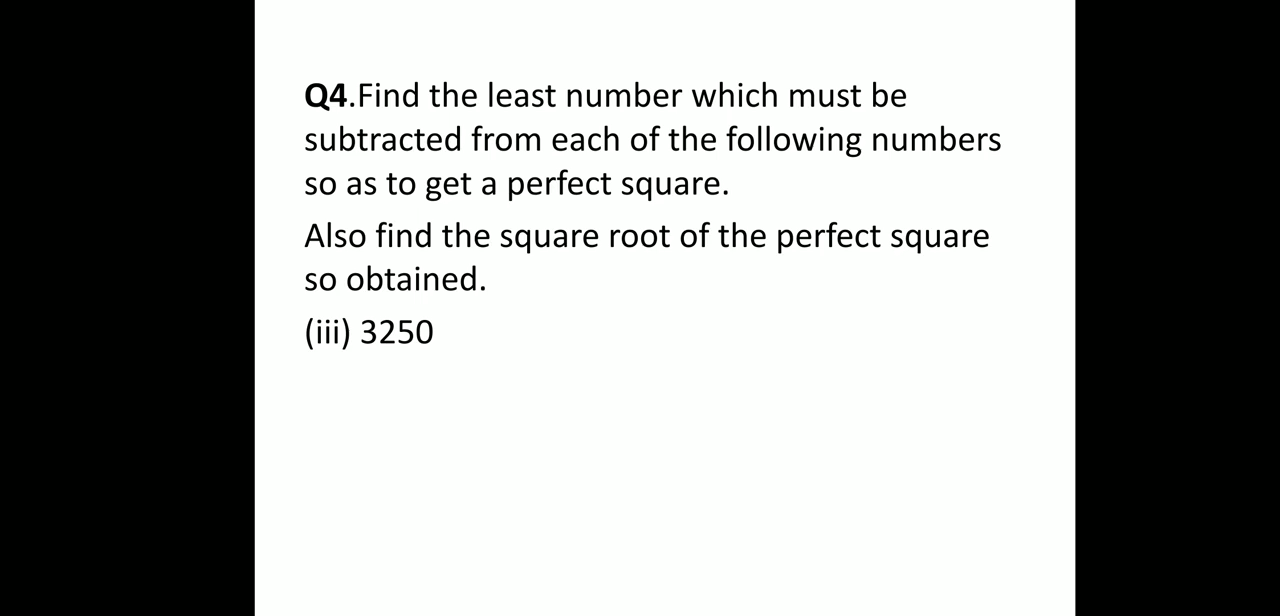 Q4.Find the least number which must be
subtracted from each of the following numbers
so as to get a perfect square.
Also find the square root of the perfect square
so obtained.
(iii) 3250